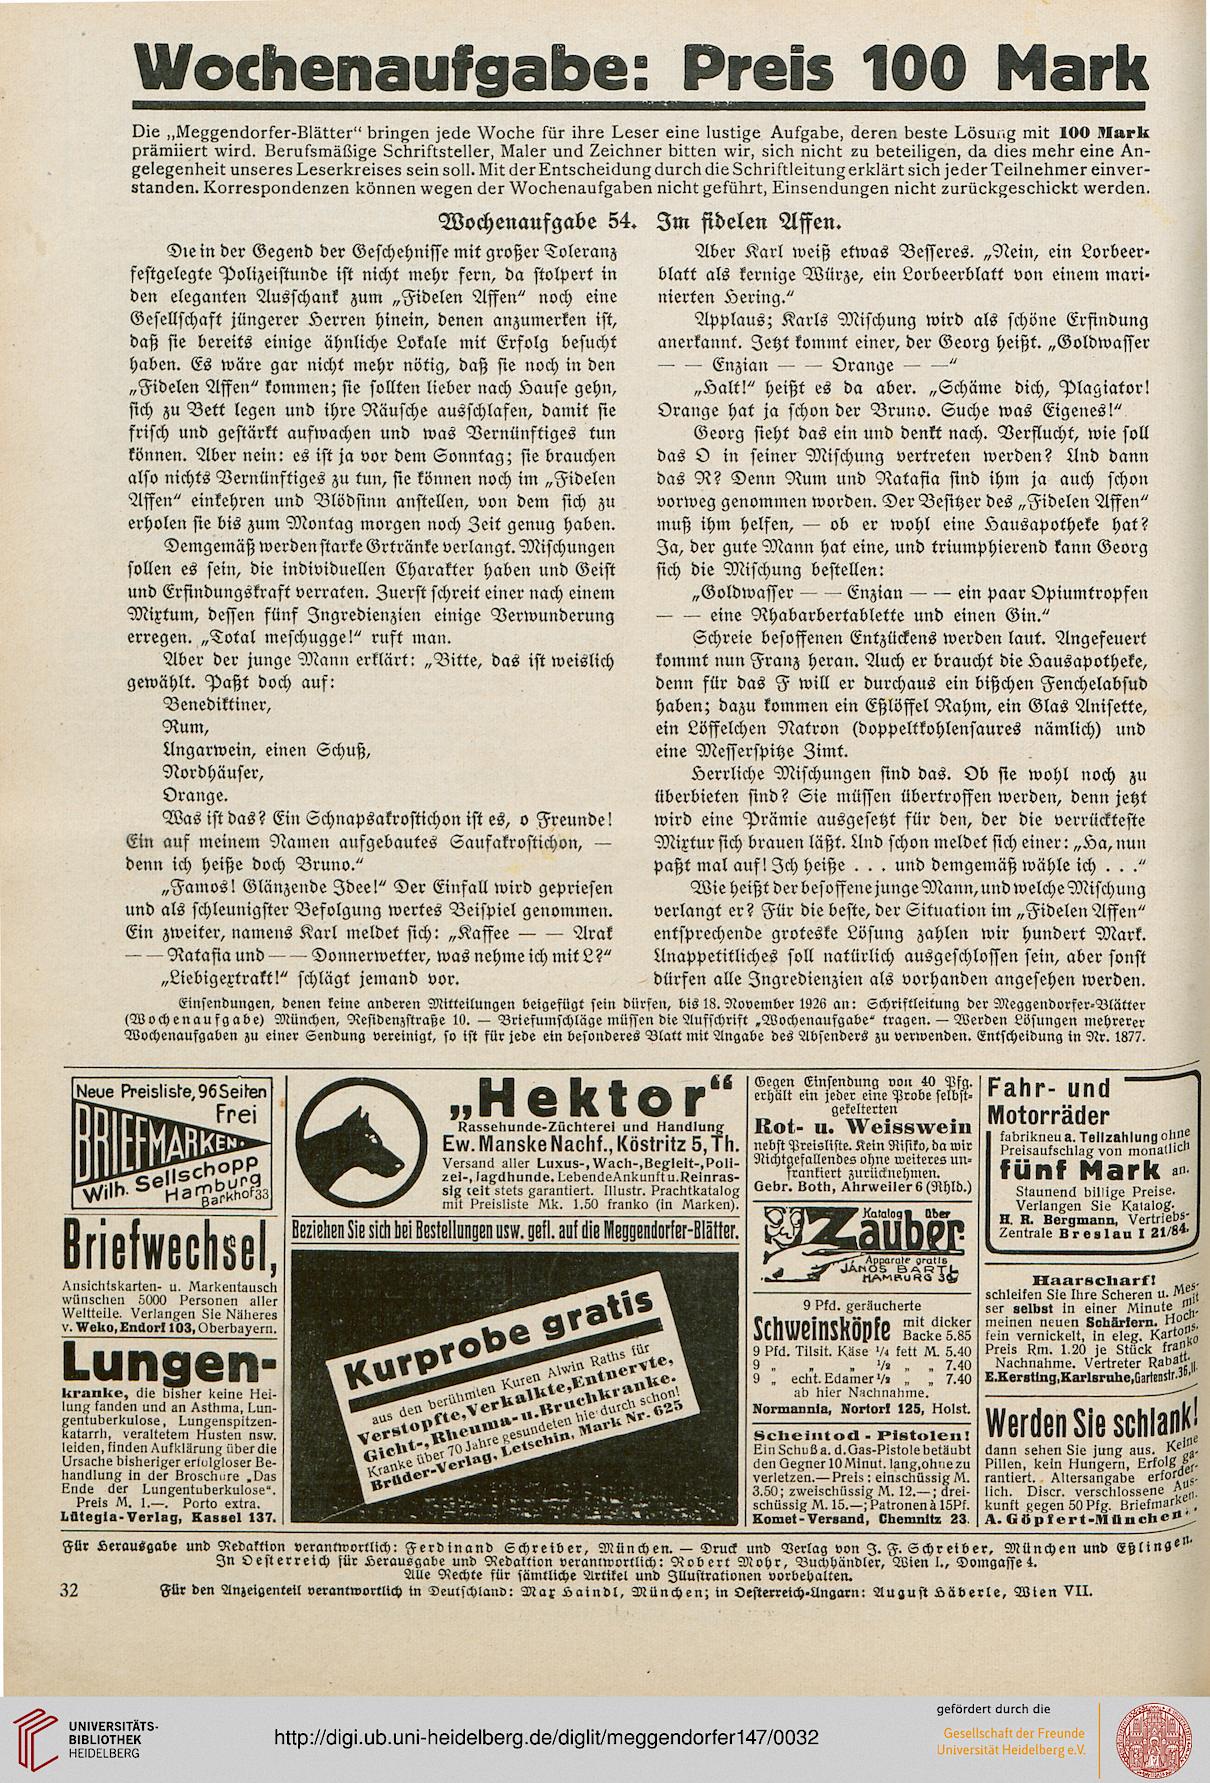 Wochenaufgabe: Preis 100 Mark
Die „Meggendorfer-Blätter“ bringen jede Woche für ihre Leser eine lustige Aufgabe, deren beste Lösung mit 100 Mark
prämiiert wird. Berufsmäßige Schriftsteller, Maler und Zeichner bitten wir, sich nicht zu beteiligen, da dies mehr eine An-
gelegenheit unseres Leserkreises sein soll. Mit der Entscheidung durch die Schriftleitung erklärt sich jeder Teilnehmer einver-
standen. Korrespondenzen können wegen der Wochenaufgaben nicht geführt, Einsendungen nicht zurückgeschickt werden.
Wochenaufgabe 54. Im fidelen Affen.
Die in der Gegend der Geschehnisse mit großer Toleranz
festgelegte Polizeistunde ist nicht mehr fern, da stolpert in
den eleganten Ausschank zum „Fidelen Affen“ noch eine
Gesellschaft jüngerer Herren hinein, denen anzumerken ist,
daß sie bereits einige ähnliche Lokale mit Erfolg besucht
haben. Es wäre gar nicht mehr nötig, daß sie noch in den
„Fidelen Affen“ kommen; sie sollten lieber nach Hause gehn,
sich zu Bett legen und ihre Räusche ausschlafen, damit sie
frisch und gestärkt aufwachen und was Vernünftiges tun
können. Aber nein: es ist ja vor dem Sonntag; sie brauchen
also nichts Vernünftiges zu tun, sie können noch im „Fidelen
Affen“ einkehren und Blödsinn anstellen, von dem sich zu
erholen sie bis zum Montag morgen noch Zeit genug haben.
Demgemäß werden starke Grtränke verlangt. Mischungen
sollen es sein, die individuellen Charakter haben und Geist
und Erfindungskraft verraten. Zuerst schreit einer nach einem
Mixtum, dessen fünf Ingredienzien einige Verwunderung
erregen. „Total meschugge!“ ruft man.
Aber der junge Mann erklärt: „Bitte, das ist weislich
gewählt. Paßt doch auf:
Benediktiner,
Rum,
Ungarwein, einen Schuß,
Nordhäuser,
Orange.
Was ist das? Ein Schnapsakrostichon ist es, o Freunde!
Ein auf meinem Namen aufgebautes Saufakrostichon, —
denn ich heiße doch Bruno.“
„Famos! Glänzende Idee!“ Der Einfall wird gepriesen
und als schleunigster Befolgung wertes Beispiel genommen.
Ein zweiter, namens Karl meldet sich: „Kaffee — — Arak
— — Ratafia und — — Donnerwetter, was nehme ich mit L?“
„Liebigextrakt!“ schlägt jemand vor.
Aber Karl weiß etwas Besseres. „Nein, ein Lorbeer-
blatt als kernige Würze, ein Lorbeerblatt von einem mari-
nierten Hering.“
Applaus; Karls Mischung wird als schöne Erfindung
anerkannt. Jetzt kommt einer, der Georg heißt. „Goldwasser
— — Enzian — — Orange — —“
„Halt!“ heißt es da aber. „Schäme dich, Plagiator!
Orange hat ja schon der Bruno. Suche was Eigenes!“
Georg sieht das ein und denkt nach. Verflucht, wie soll
das O in seiner Mischung vertreten werden? Und dann
das R? Denn Rum und Ratafia sind ihm ja auch schon
vorweg genommen worden. Der Besitzer des „Fidelen Affen“
muß ihm helfen, — ob er wohl eine Hausapotheke hat?
Ja, der gute Mann hat eine, und triumphierend kann Georg
sich die Mischung bestellen:
„Goldwasser — — Enzian — — ein paar Opiumtropfen
— — eine Rhabarbertablette und einen Gin.“
Schreie besoffenen Entzückens werden laut. Angefeuert
kommt nun Franz heran. Auch er braucht die Hausapotheke,
denn für das F will er durchaus ein bißchen Fenchelabsud
haben; dazu kommen ein Eßlöffel Rahm, ein Glas Anisette,
ein Löffelchen Natron (doppeltkohlensaures nämlich) und
eine Messerspitze Zimt.
Herrliche Mischungen sind das. Ob sie wohl noch zu
überbieten sind? Sie müssen übertroffen werden, denn jetzt
wird eine Prämie ausgesetzt für den, der die verrückteste
Mixtur sich brauen läßt. Und schon meldet sich einer: „Ha, nun
paßt mal auf! Ich heiße . . . und demgemäß wähle ich . . .“
Wie heißt der besoffene junge Mann, und welche Mischung
verlangt er? Für die beste, der Situation im „Fidelen Affen“
entsprechende groteske Lösung zahlen wir hundert Mark.
Unappetitliches soll natürlich ausgeschlossen sein, aber sonst
dürfen alle Ingredienzien als vorhanden angesehen werden.
Einsendungen, denen keine anderen Mitteilungen beigefügt sein dürfen, bis 18. November 1926 an: Schriftleitung der Meggendorfer-Blätter
(Wochenaufgabe) München, Residenzstraße 10. — Briefumschläge müssen die Aufschrift „Wochenaufgabe“ tragen. — Werden Lösungen mehrerer
Wochenaufgaben zu einer Sendung vereinigt, so ist für jede ein besonderes Blatt mit Angabe des Absenders zu verwenden. Entscheidung in Nr. 1877.
Neue Preisliste, 96 Seiten
Frei
BRIEFMARKEN.
Wilh. Sellschopp
Hamburg
Barkhof33
Briefwechsel,
Ansichtskarten- u. Markentausch
wünschen 5000 Personen aller
Weltteile. Verlangen Sie Näheres
v. Weko, Endorf 103, Oberbayern.
Lungen-
kranke, die bisher keine Hei-
lung fanden und an Asthma, Lun-
gentuberkulose, Lungenspitzen-
katarrh, veraltetem Husten usw.
leiden, finden Aufklärung über die
Ursache bisheriger erfolgloser Be-
handlung in der Broschüre „Das
Ende der Lungentuberkulose“.
Preis M. 1.—. Porto extra.
Lütegia-Verlag, Kassel 137.
„Hektor“
Rassehunde-Züchterei und Handlung
Ew. Manske Nachf., Köstritz 5, Th.
Versand aller Luxus-, Wach-, Begleit-, Poli-
zei-, Jagdhunde. Lebende Ankunft u. Reinras-
sigkeit stets garantiert. Illustr. Prachtkatalog
mit Preisliste Mk. 1.50 franko (in Marken).
Beziehen Sie sich bei Bestellungen usw. gefl. auf die Meggendorfer-Blätter.
Kurprobe gratis
aus den berühmten Kuren Alwin Raths für
Verstopfte, Verkalkte, Entnervte,
Gicht-, Rheuma- u. Bruchkranke.
Kranke über 70 Jahre gesundeten hiedurch schon!
Brüder-Verlag, Letschin, Mark Nr. 625
Gegen Einsendung von 40 Pfg.
erhält ein jeder eine Probe selbst-
gekelterten
Rot- u. Weisswein
nebst Preisliste. Kein Risiko, da wir
Nichtgefallendes ohne weiteres un-
frankiert zurücknehmen.
Gebr. Both, Ahrweiler 6 (Rhld.)
Katalog über
Zauber
Apparate gratis
JÁNOS BARTL
HAMBURG 36
9 Pfd. geräucherte
Schweinsköpfe mit dicker
Backe 5.85
9 Pfd. Tilsit. Käse 1/4 fett M. 5.40
9 „ „ „ 1/2 „ „ 7.40
9 „ echt. Edamer 1/2 „ „ 7.40
ab hier Nachnahme.
Normannia, Nortorf 125, Holst.
Scheintod-Pistolen!
Ein Schuß a. d. Gas-Pistole betäubt
den Gegner 10 Minut. lang, ohne zu
verletzen. — Preis: einschüssig M.
3.50; zweischüssig M. 12.—; drei-
schüssig M. 15.—; Patronen à 15 Pf.
Komet-Versand, Chemnitz 23.
Fahr- und
Motorräder
fabrikneu a. Teilzahlung ohne
Preisaufschlag von monatlich
fünf Mark an.
Staunend billige Preise.
Verlangen Sie Katalog.
H. R. Bergmann, Vertriebs-
Zentrale Breslau I 21/84.
Haarscharf!
schleifen Sie Ihre Scheren u. Mes-
ser selbst in einer Minute mit
meinen neuen Schärfern. Hoch-
fein vernickelt, in eleg. Kartons.
Preis Rm. 1.20 je Stück franko
Nachnahme. Vertreter Rabatt.
E. Kersting, Karlsruhe, Gartenstr. 36, II.
Werden Sie schlank!
dann sehen Sie jung aus. Keine
Pillen, kein Hungern, Erfolg ga-
rantiert. Altersangabe erforder-
lich. Discr. verschlossene Aus-
kunft gegen 50 Pfg. Briefmarken.
A. Göpfert-München.
Für Herausgabe und Redaktion verantwortlich: Ferdinand Schreiber, München. — Druck und Verlag von J. F. Schreiber, München und Eßlingen.
In Oesterreich für Herausgabe und Redaktion verantwortlich: Robert Mohr, Buchhändler, Wien I., Domgasse 4.
Alle Rechte für sämtliche Artikel und Illustrationen vorbehalten.
32 Für den Anzeigenteil verantwortlich in Deutschland: Max Haindl, München; in Oesterreich-Ungarn: August Häberle, Wien VII.
UNIVERSITÄTS-
BIBLIOTHEK
HEIDELBERG
http://digi.ub.uni-heidelberg.de/diglit/meggendorfer147/0032
gefördert durch die
Gesellschaft der Freunde
Universität Heidelberg e.V.